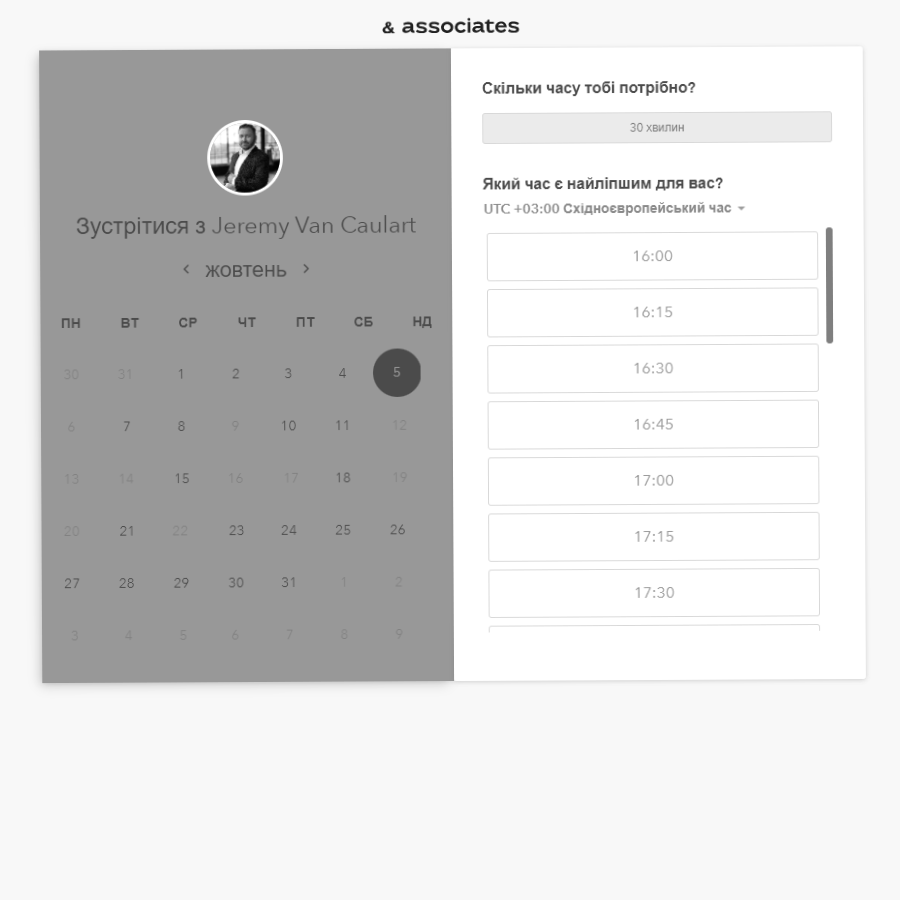 & associates
Зустрітися з Jeremy Van Caulart
жовтень
ПН ВТ СР ЧТ ПТ СБ НД
30 31 1 2 3 4 5
6 7 8 9 10 11 12
13 14 15 16 17 18 19
20 21 22 23 24 25 26
27 28 29 30 31 1 2
3 4 5 6 7 8 9
Скільки часу тобі потрібно?
30 хвилин
Який час є найліпшим для вас?
UTC +03:00 Східноєвропейський час
16:00
16:15
16:30
16:45
17:00
17:15
17:30